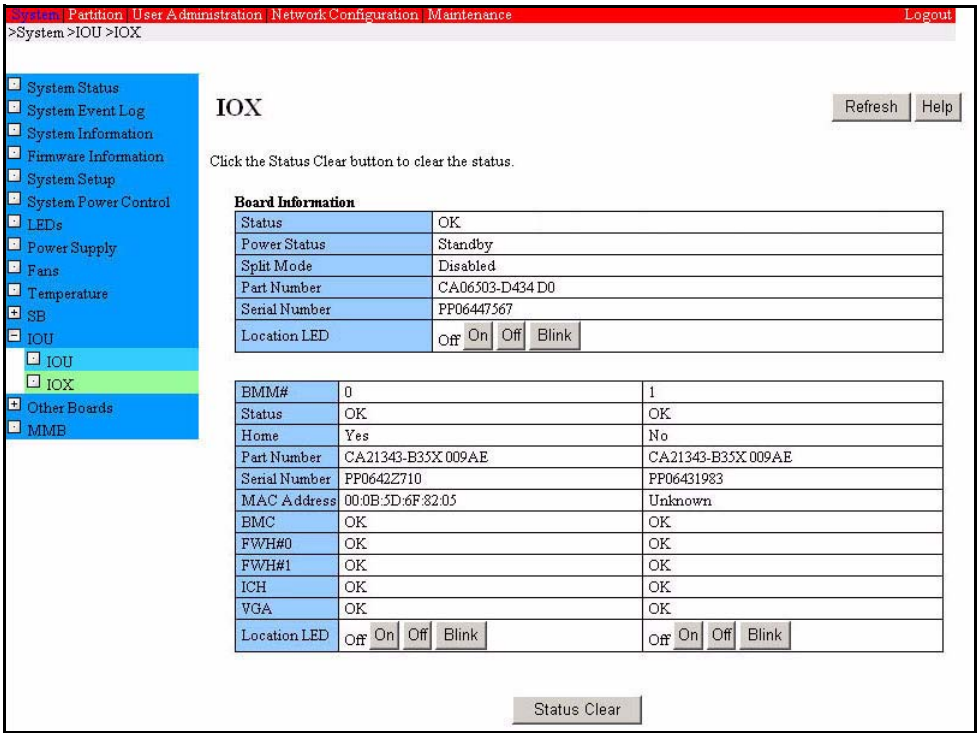 System Partition User Administration Network Configuration Maintenance Logout
>System >IOU >IOX
System Status
System Event Log
System Information
Firmware Information
System Setup
System Power Control
LEDs
Power Supply
Fans
Temperature
SB
IOU
IOU
IOX
Other Boards
MMB
IOX
Refresh Help
Click the Status Clear button to clear the status.
Board Information
Status OK
Power Status Standby
Split Mode Disabled
Part Number CA06503-D434 D0
Serial Number PP06447567
Location LED Off On Off Blink
BMM# 0 1
Status OK OK
Home Yes No
Part Number CA21343-B35X 009AE CA21343-B35X 009AE
Serial Number PP0642Z710 PP06431983
MAC Address 00:0B:5D:6F:82:05 Unknown
BMC OK OK
FWH#0 OK OK
FWH#1 OK OK
ICH OK OK
VGA OK OK
Location LED Off On Off Blink Off On Off Blink
Status Clear